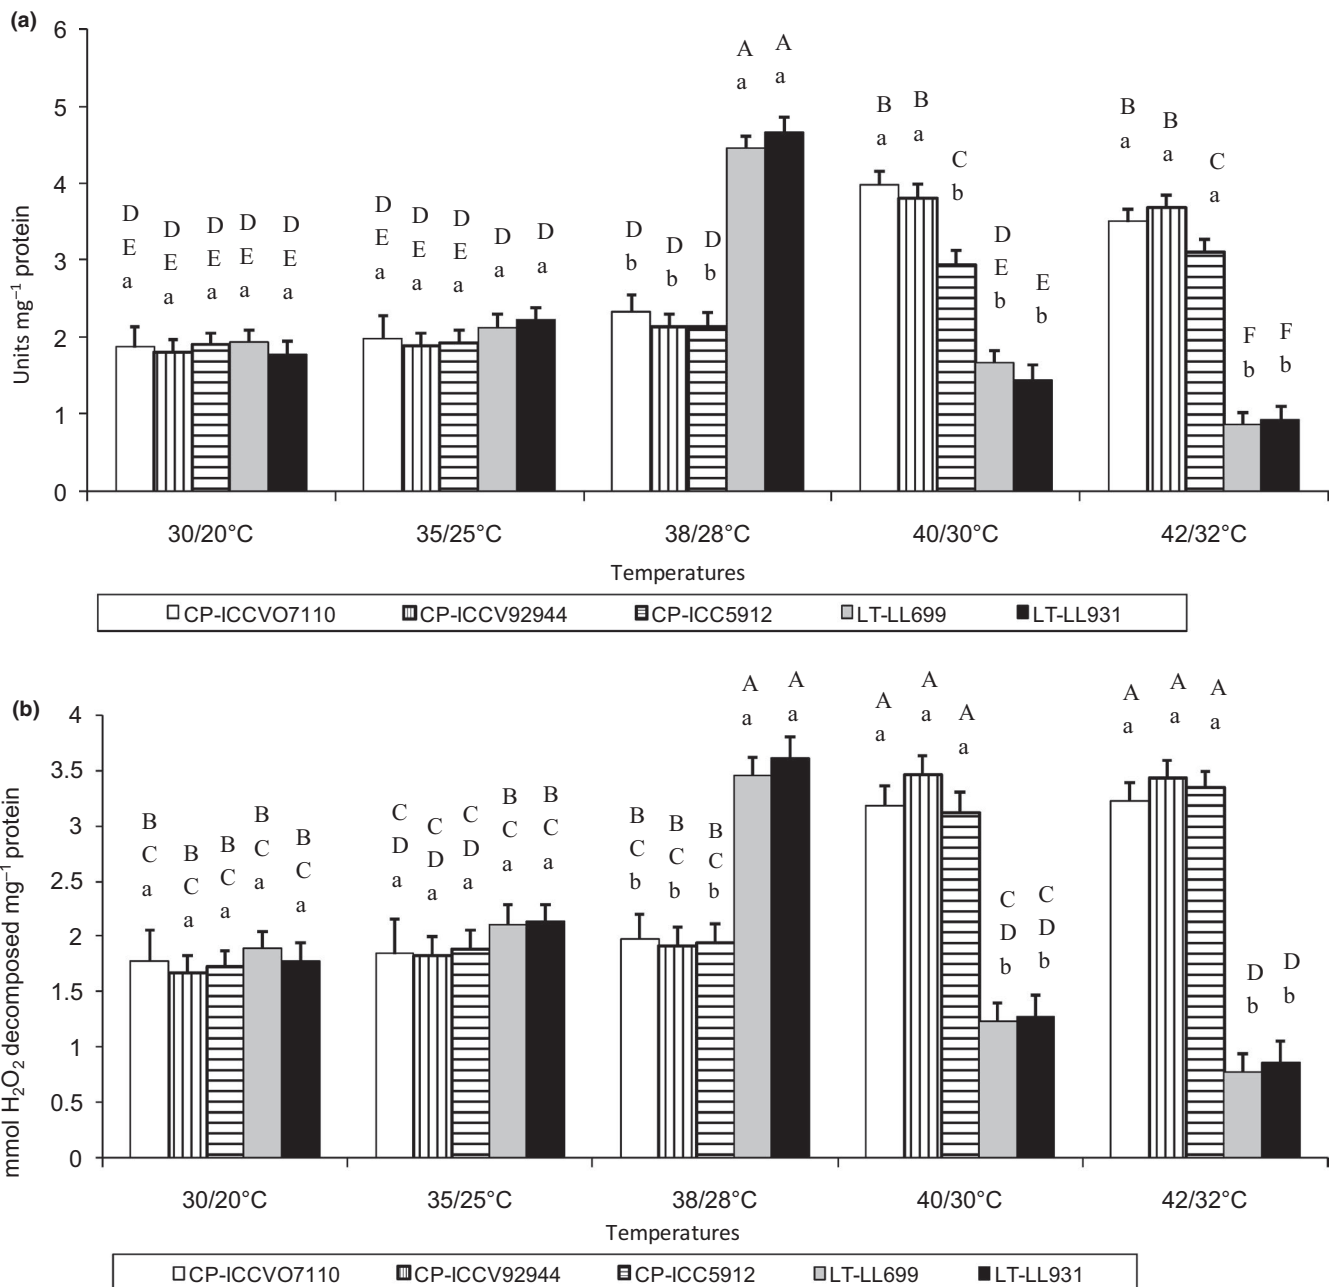 (a)
Units mg⁻¹ protein
6
5
4
3
2
1
0
D D D D D
E E E E E
a a a a a
D D D D D
E E E a a
a a a
D D D A A
b b b a a
B B C D E
a a b E b
b
B B C F F
a a a b b
30/20°C 35/25°C 38/28°C 40/30°C 42/32°C
Temperatures
CP-ICCVO7110 CP-ICCV92944 CP-ICC5912 LT-LL699 LT-LL931
(b)
mmol H₂O₂ decomposed mg⁻¹ protein
4
3.5
3
2.5
2
1.5
1
0.5
0
B B B B B
C C C C C
a a a a a
C C C B B
D D D C C
a a a a a
B B B A A
C C C a a
b b b
A A A C C
a a a D D
b b
A A A D D
a a a b b
30/20°C 35/25°C 38/28°C 40/30°C 42/32°C
Temperatures
CP-ICCVO7110 CP-ICCV92944 CP-ICC5912 LT-LL699 LT-LL931